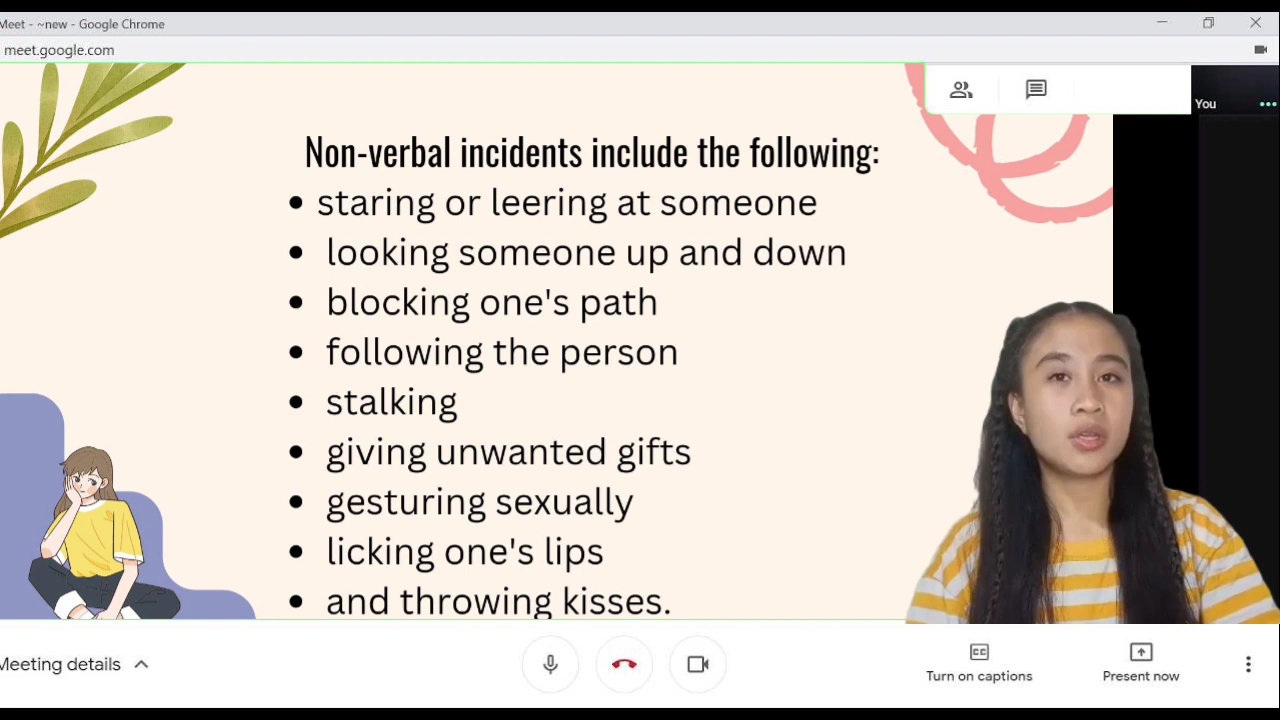 Meet - ~new - Google Chrome
meet.google.com
You
Non-verbal incidents include the following:
• staring or leering at someone
• looking someone up and down
• blocking one's path
• following the person
• stalking
• giving unwanted gifts
• gesturing sexually
• licking one's lips
• and throwing kisses.
Meeting details
CC
Turn on captions
Present now